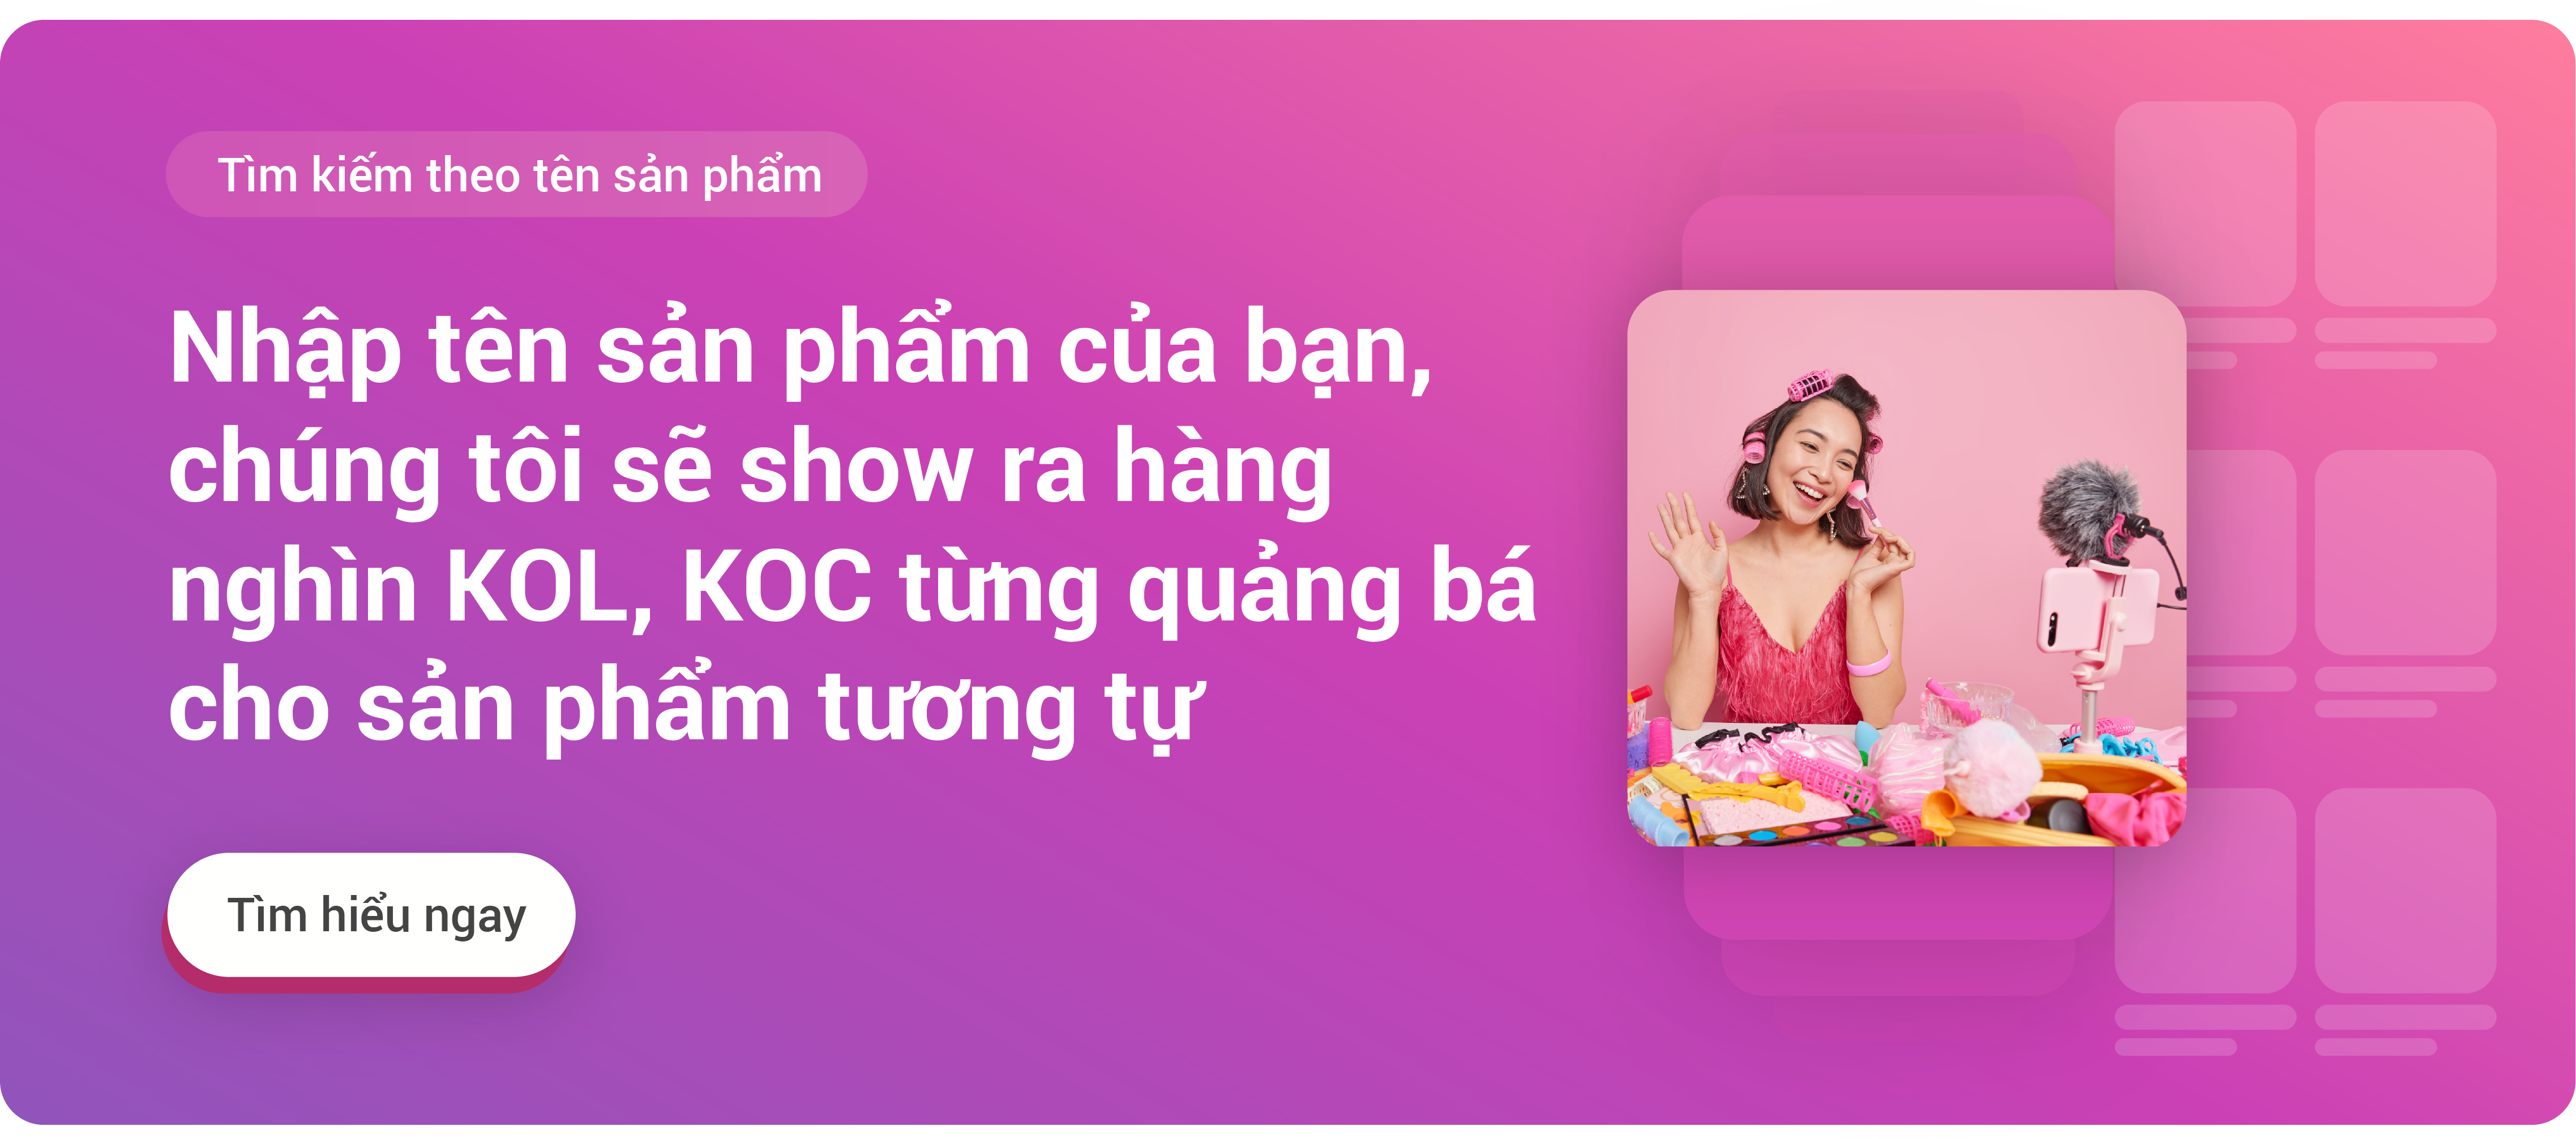 Tìm kiếm theo tên sản phẩm
Nhập tên sản phẩm của bạn,
chúng tôi sẽ show ra hàng
nghìn KOL, KOC từng quảng bá
cho sản phẩm tương tự
Tìm hiểu ngay